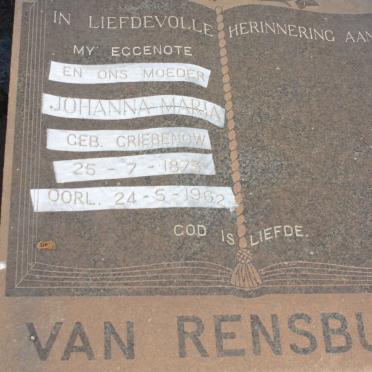 IN LIEFDEVOLLE HERINNERING AAN
MY EGGENOTE
EN ONS MOEDER
JOHANNA MARIA
GEB. GRIEBENOW
25 - 7 - 1873
OORL. 24 - 5 - 1962
GOD IS LIEFDE.
VAN RENSBU